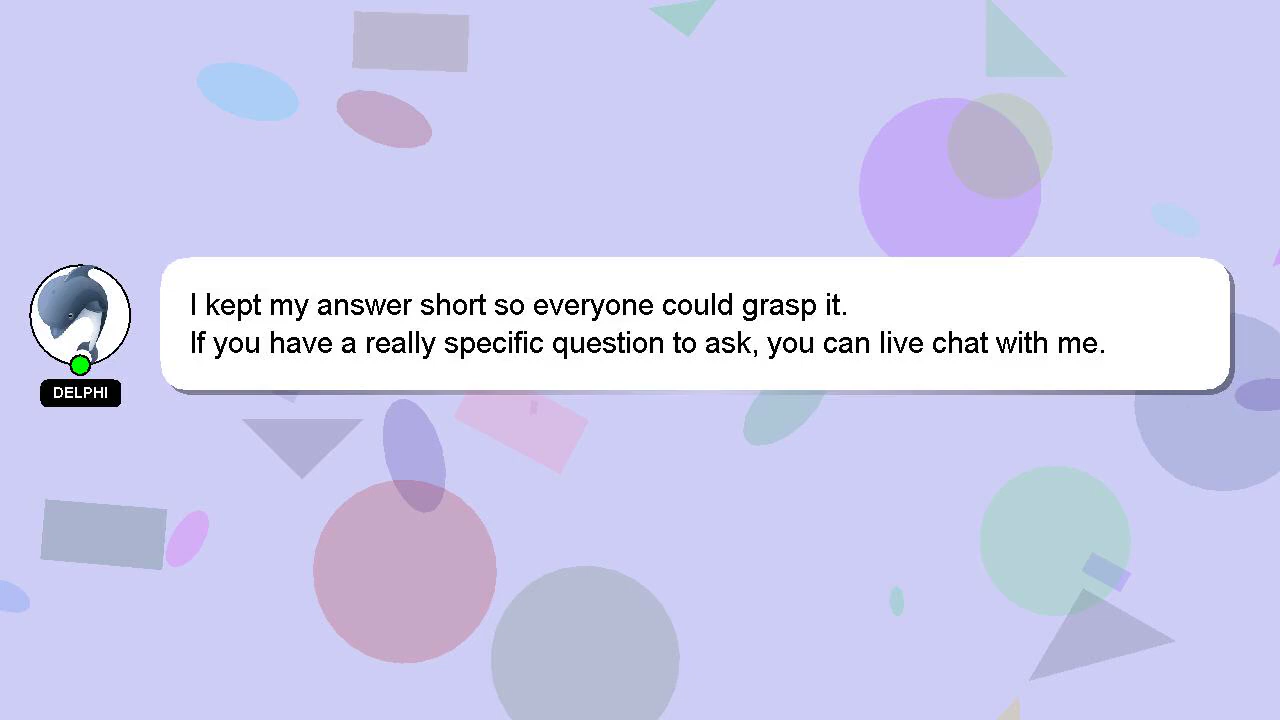 I kept my answer short so everyone could grasp it.
If you have a really specific question to ask, you can live chat with me.
DELPHI